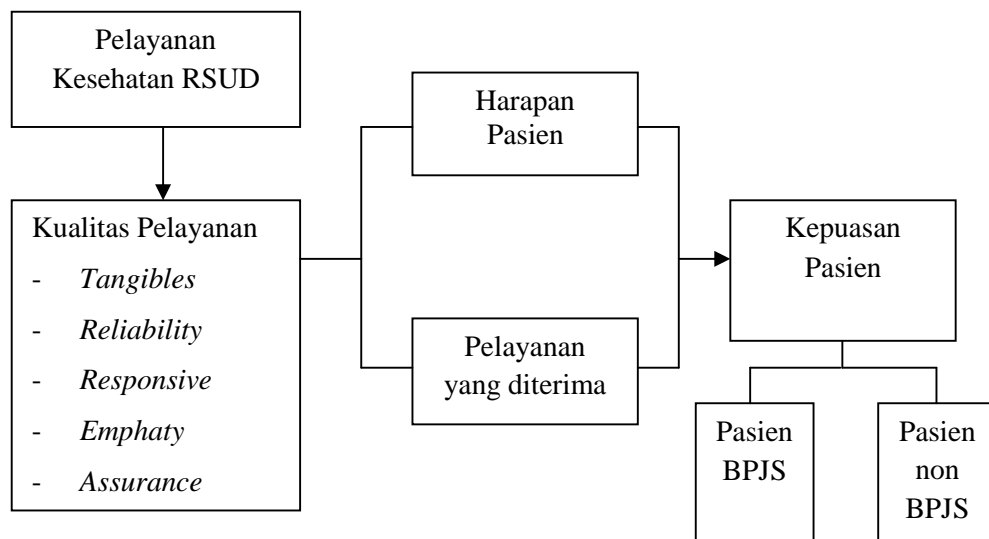 Pelayanan
Kesehatan RSUD
Kualitas Pelayanan
- Tangibles
- Reliability
- Responsive
- Emphaty
- Assurance
Harapan
Pasien
Pelayanan
yang diterima
Kepuasan
Pasien
Pasien
BPJS
Pasien
non
BPJS